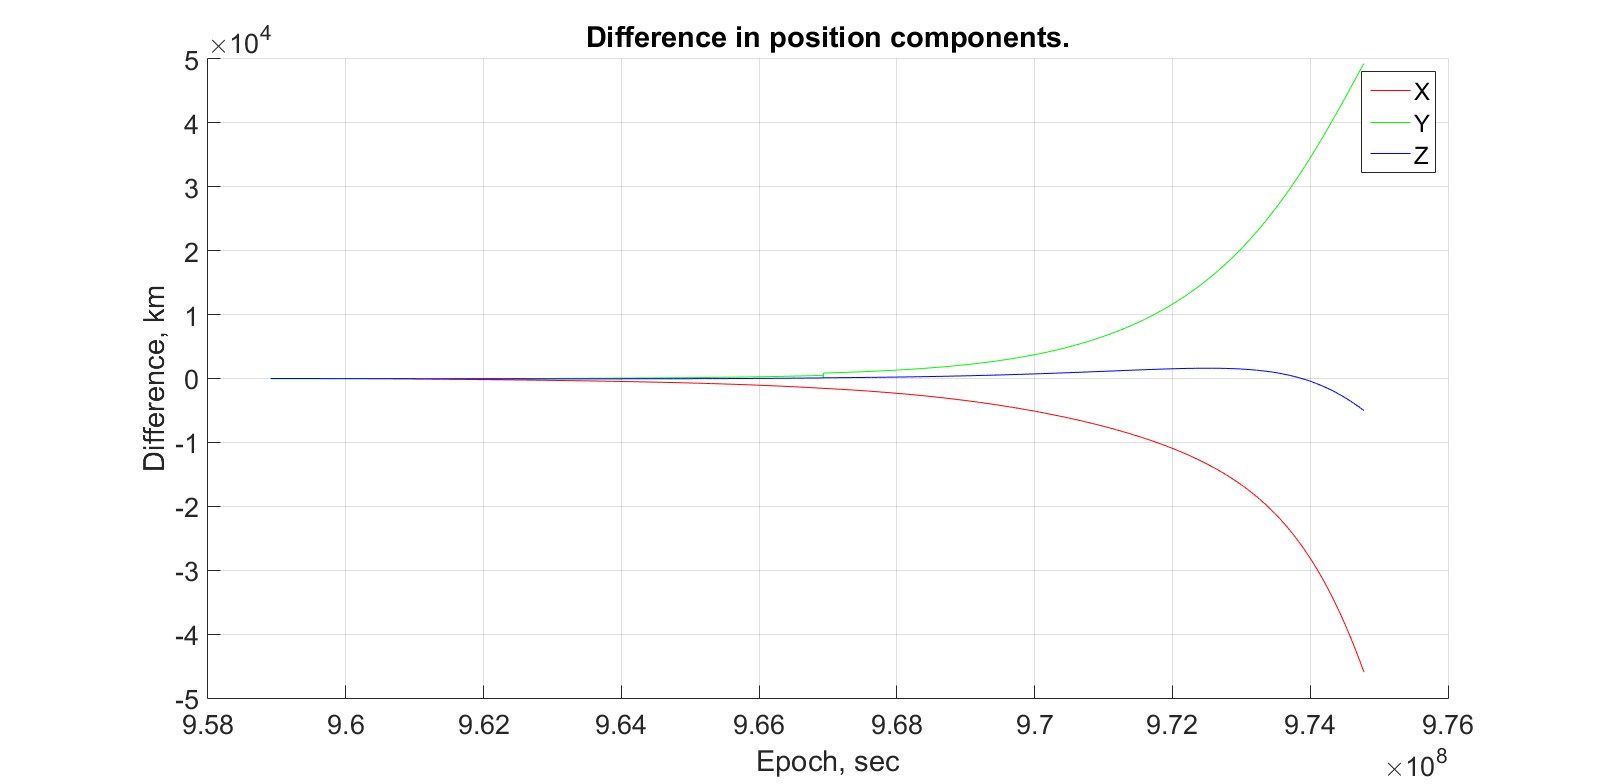 Difference in position components.
×10^4
5
4
3
2
1
0
-1
-2
-3
-4
-5
Difference, km
X
Y
Z
9.58 9.6 9.62 9.64 9.66 9.68 9.7 9.72 9.74 9.76
Epoch, sec
×10^8